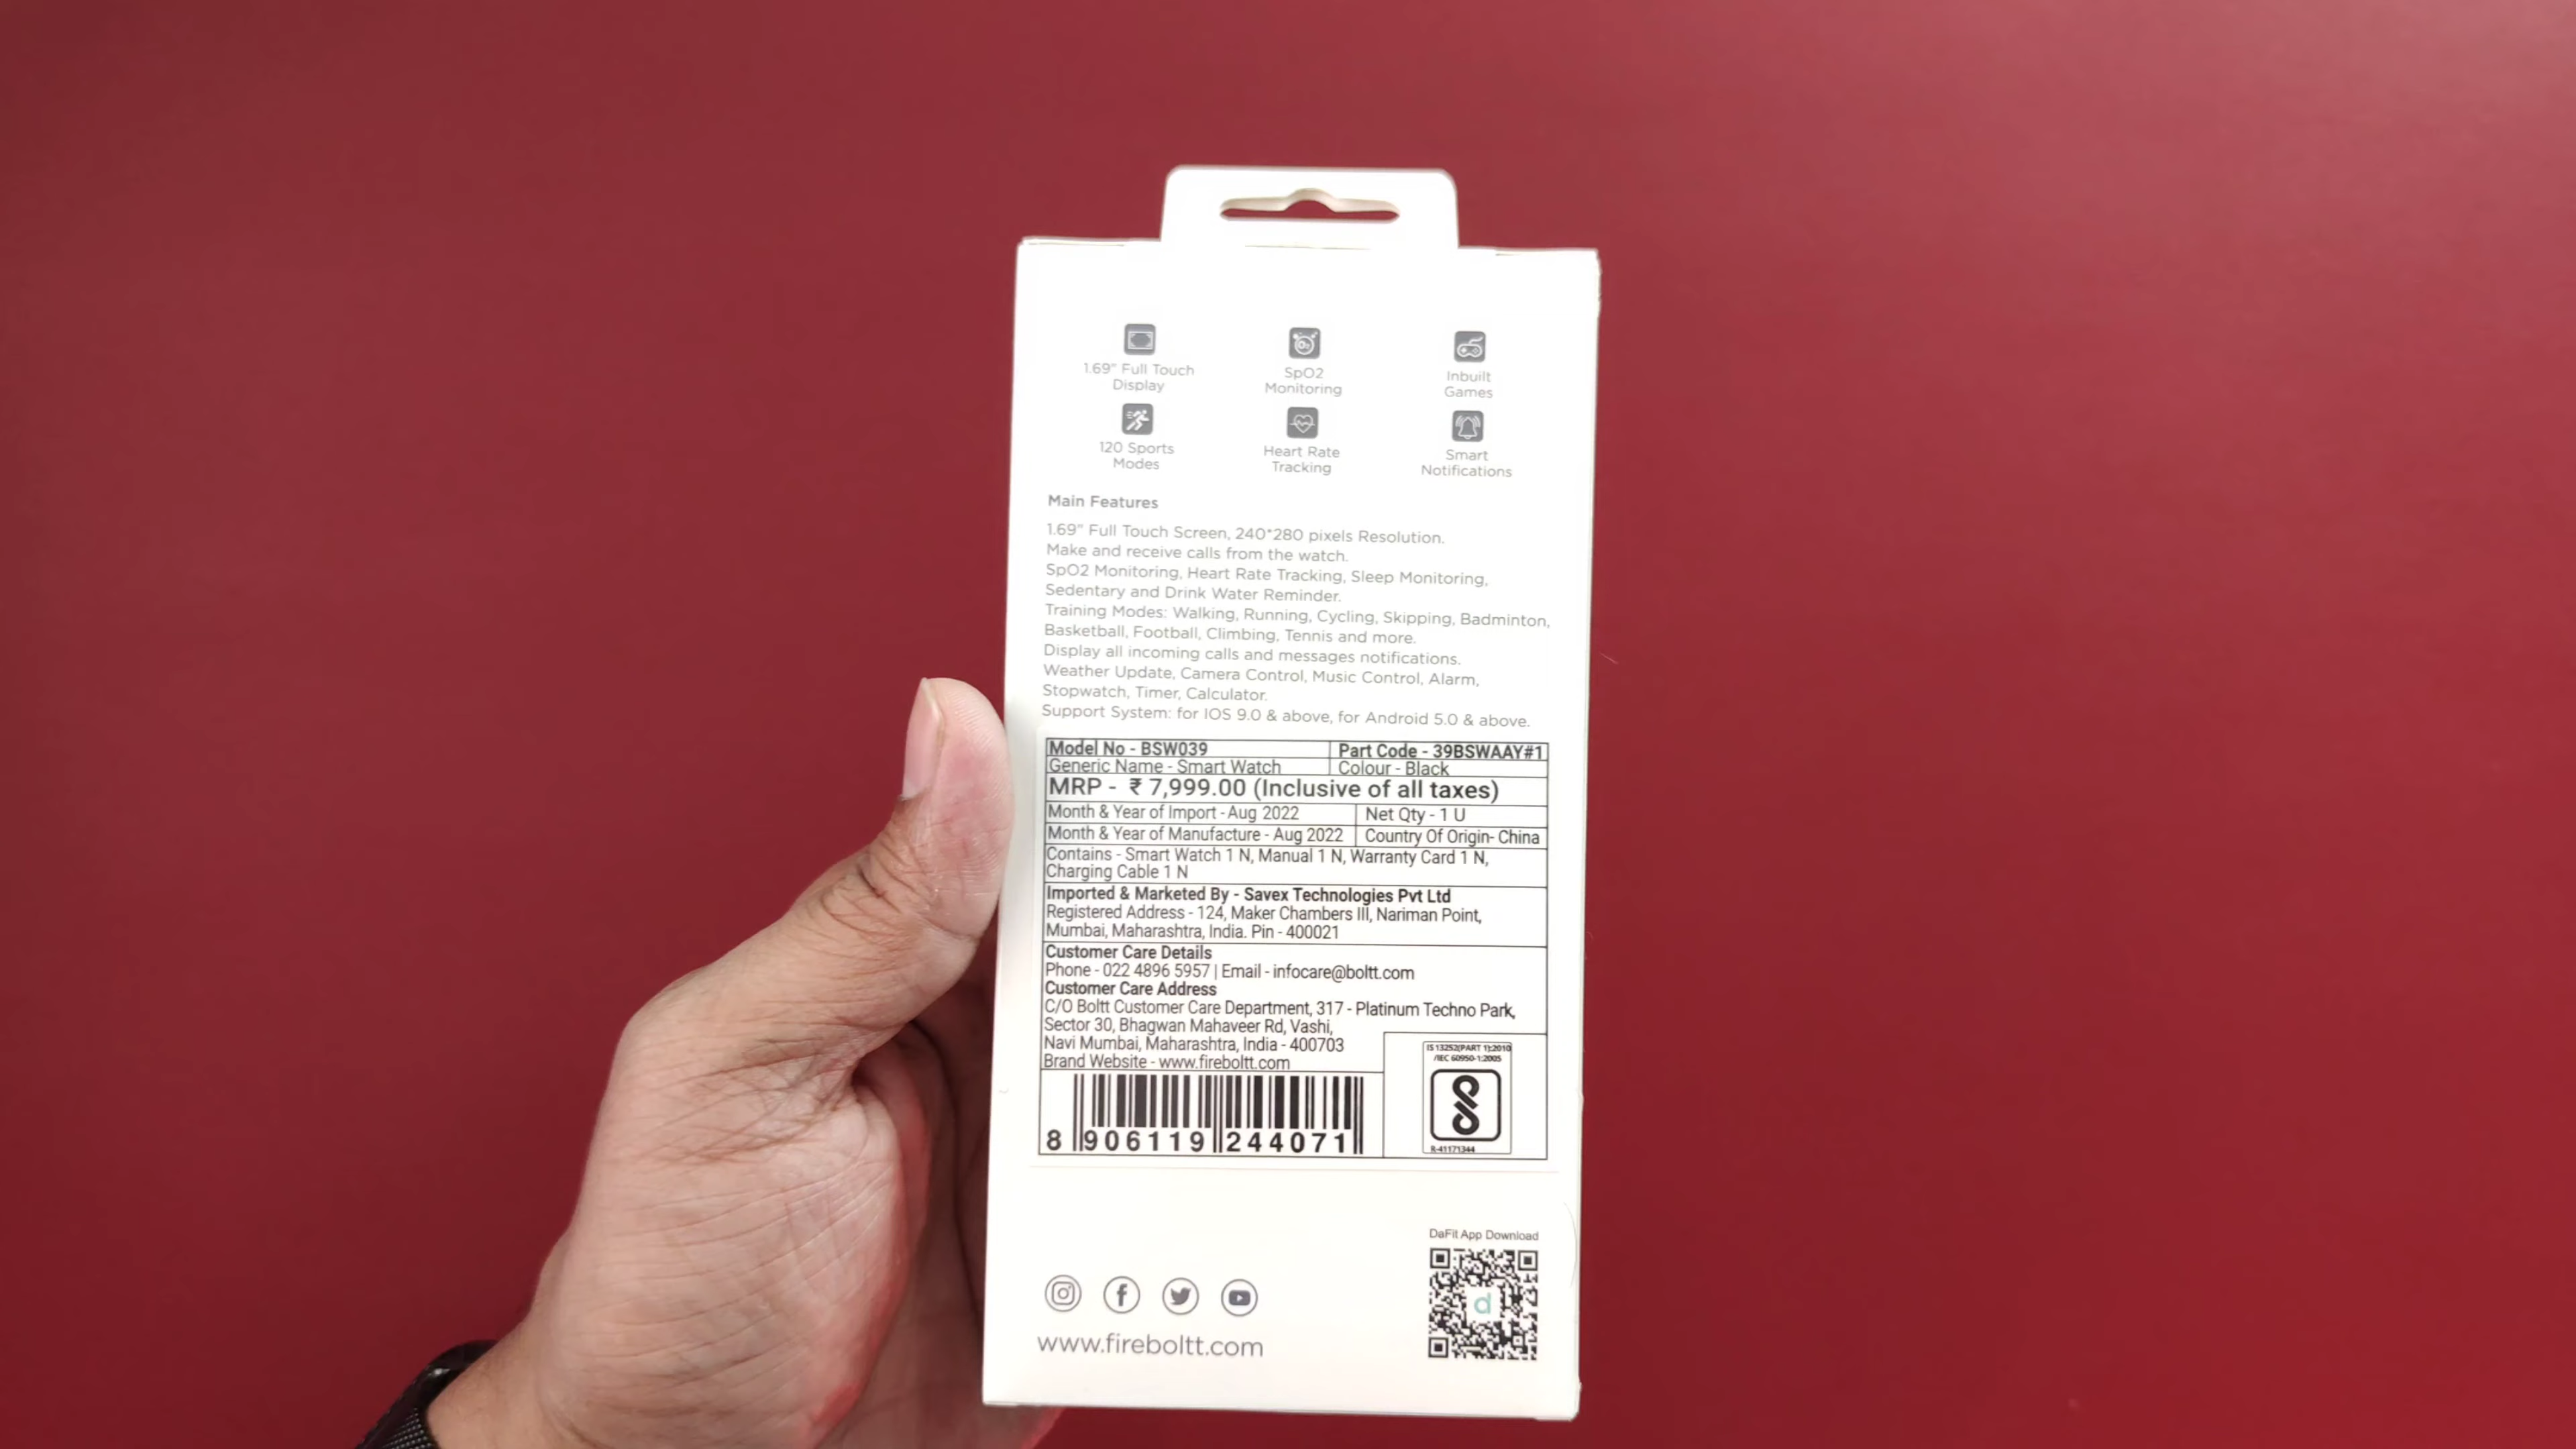 1.69" Full Touch
Display
SpO2
Monitoring
Inbuilt
Games
120 Sports
Modes
Heart Rate
Tracking
Smart
Notifications
Main Features
1.69" Full Touch Screen, 240*280 pixels Resolution.
Make and receive calls from the watch.
SpO2 Monitoring, Heart Rate Tracking, Sleep Monitoring,
Sedentary and Drink Water Reminder.
Training Modes: Walking, Running, Cycling, Skipping, Badminton,
Basketball, Football, Climbing, Tennis and more.
Display all incoming calls and messages notifications.
Weather Update, Camera Control, Music Control, Alarm,
Stopwatch, Timer, Calculator.
Support System: for IOS 9.0 & above, for Android 5.0 & above.
Model No - BSW039 Part Code - 39BSWAAY#1
Generic Name - Smart Watch Colour - Black
MRP - ₹ 7,999.00 (Inclusive of all taxes)
Month & Year of Import - Aug 2022 Net Qty - 1 U
Month & Year of Manufacture - Aug 2022 Country Of Origin- China
Contains - Smart Watch 1 N, Manual 1 N, Warranty Card 1 N,
Charging Cable 1 N
Imported & Marketed By - Savex Technologies Pvt Ltd
Registered Address - 124, Maker Chambers III, Nariman Point,
Mumbai, Maharashtra, India. Pin - 400021
Customer Care Details
Phone - 022 4896 5957 | Email - infocare@boltt.com
Customer Care Address
C/O Boltt Customer Care Department, 317 - Platinum Techno Park,
Sector 30, Bhagwan Mahaveer Rd, Vashi,
Navi Mumbai, Maharashtra, India - 400703
Brand Website - www.fireboltt.com
IS 13252(PART 1):2010
/IEC 60950-1:2005
R-41171344
8 906119 244071
DaFit App Download
d
www.fireboltt.com